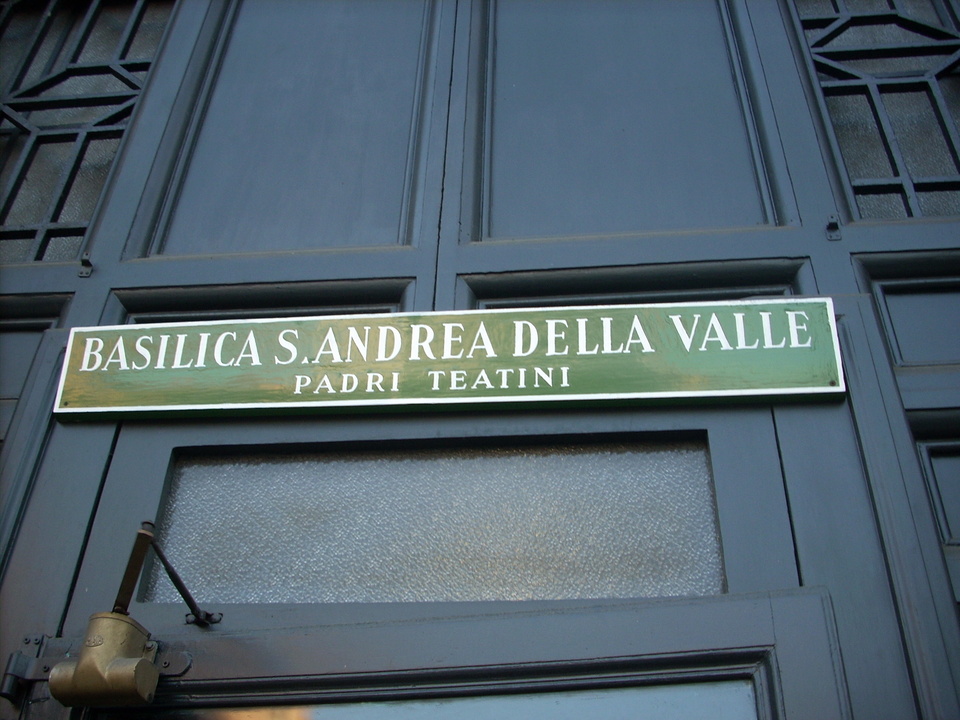 BASILICA S.ANDREA DELLA VALLE
PADRI TEATINI